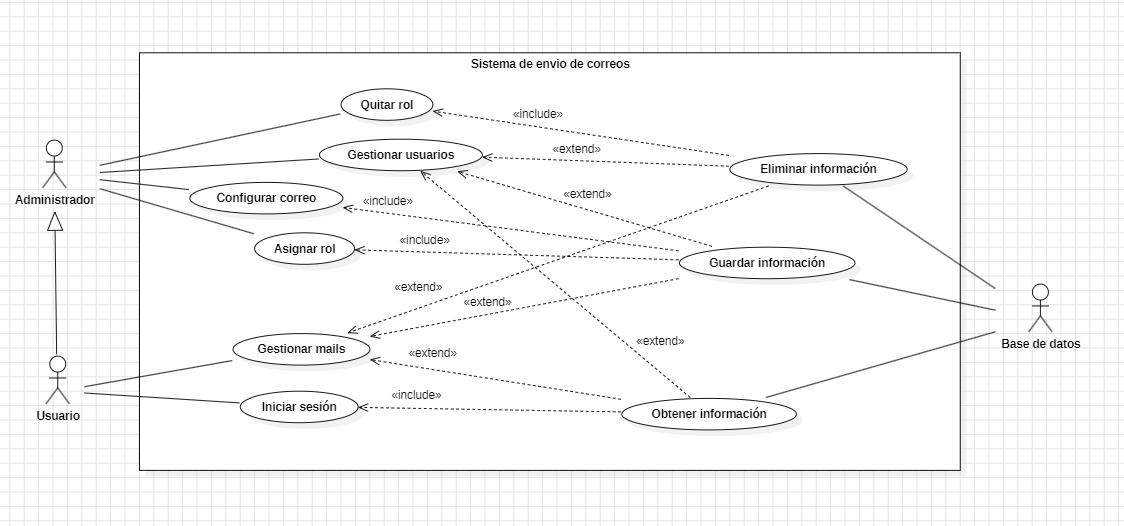 Sistema de envio de correos
Quitar rol
«include»
Gestionar usuarios
«extend»
Eliminar información
Administrador
Configurar correo
«include»
«extend»
Asignar rol
«include»
Guardar información
«extend»
«extend»
Gestionar mails
«extend»
«extend»
Base de datos
Usuario
Iniciar sesión
«include»
Obtener información